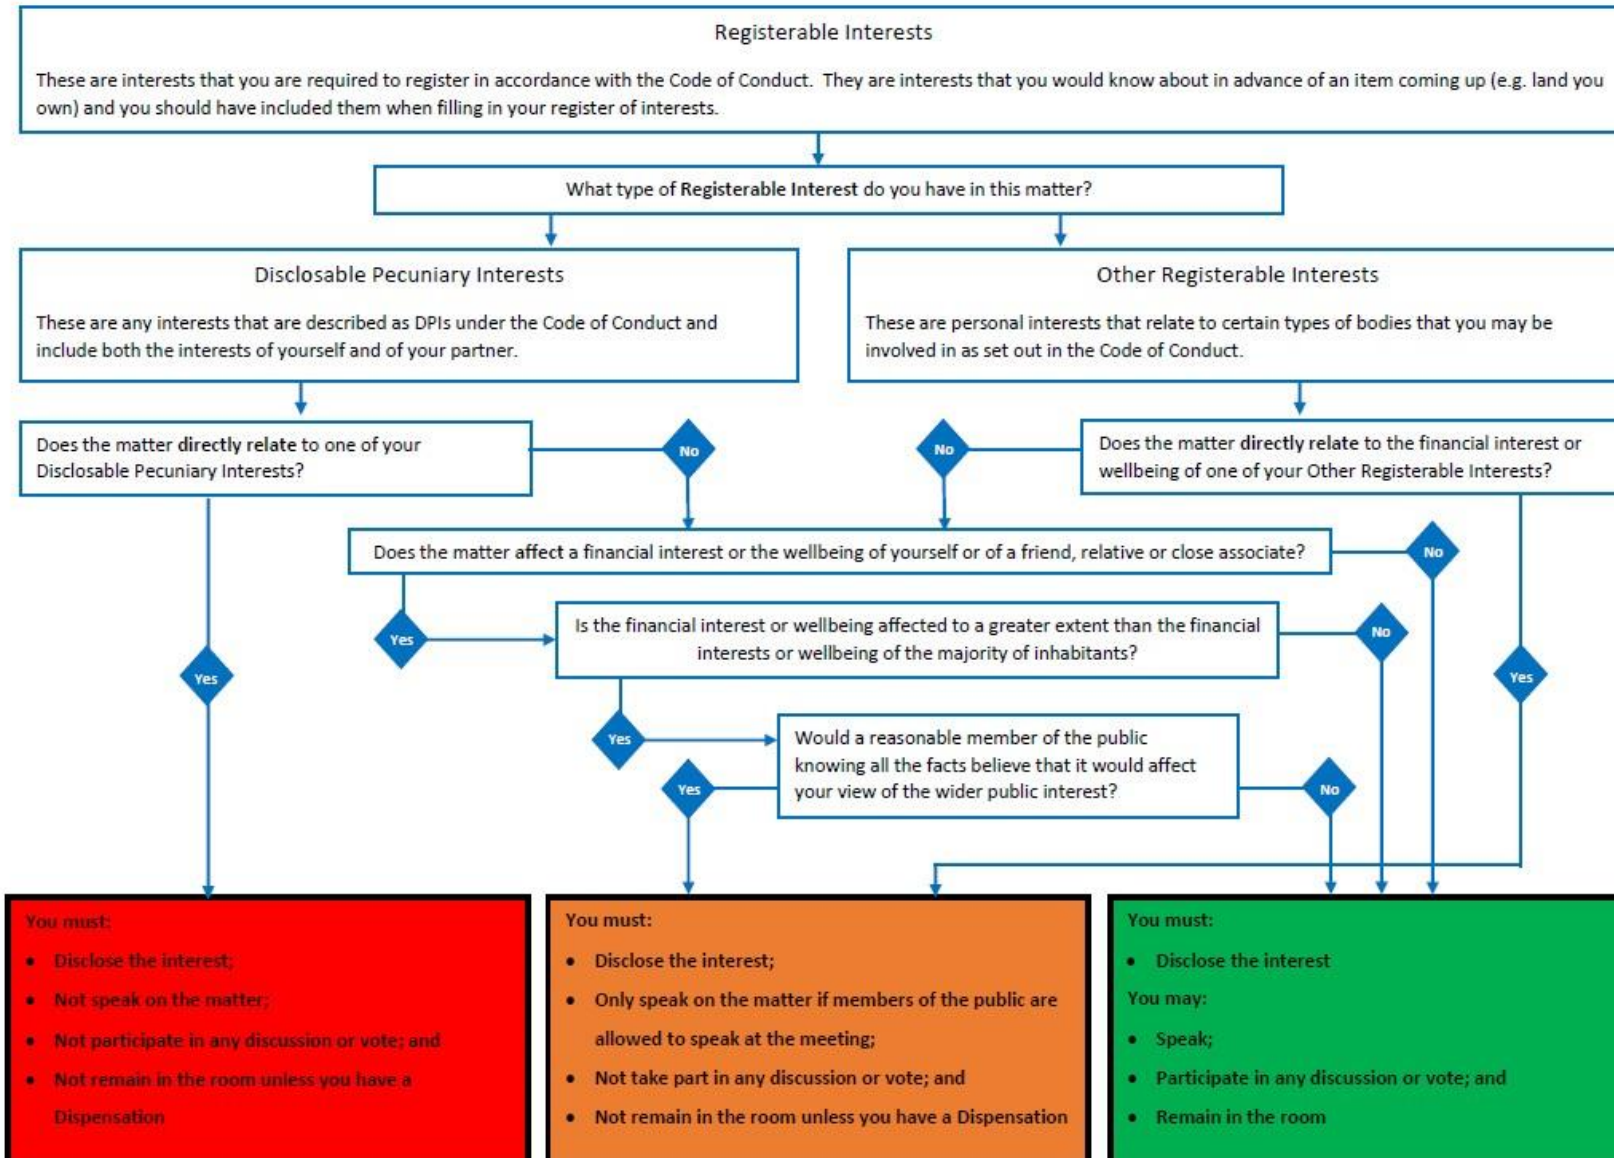 Registerable Interests
These are interests that you are required to register in accordance with the Code of Conduct. They are interests that you would know about in advance of an item coming up (e.g. land you
own) and you should have included them when filling in your register of interests.
What type of Registerable Interest do you have in this matter?
Disclosable Pecuniary Interests
These are any interests that are described as DPIs under the Code of Conduct and
include both the interests of yourself and of your partner.
Other Registerable Interests
These are personal interests that relate to certain types of bodies that you may be
involved in as set out in the Code of Conduct.
Does the matter directly relate to one of your
Disclosable Pecuniary Interests?
No
No
Does the matter directly relate to the financial interest or
wellbeing of one of your Other Registerable Interests?
Does the matter affect a financial interest or the wellbeing of yourself or of a friend, relative or close associate?
No
Yes
Is the financial interest or wellbeing affected to a greater extent than the financial
interests or wellbeing of the majority of inhabitants?
No
Yes
Yes
Yes
Would a reasonable member of the public
knowing all the facts believe that it would affect
your view of the wider public interest?
Yes
No
You must:
• Disclose the interest;
• Not speak on the matter;
• Not participate in any discussion or vote; and
• Not remain in the room unless you have a
Dispensation
You must:
• Disclose the interest;
• Only speak on the matter if members of the public are
allowed to speak at the meeting;
• Not take part in any discussion or vote; and
• Not remain in the room unless you have a Dispensation
You must:
• Disclose the interest
You may:
• Speak;
• Participate in any discussion or vote; and
• Remain in the room